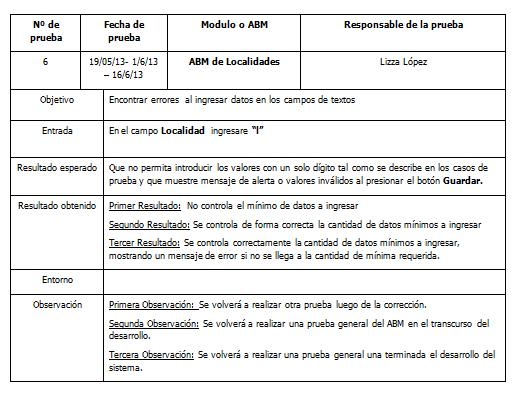 Nº de prueba Fecha de prueba Modulo o ABM Responsable de la prueba
6 19/05/13- 1/6/13 – 16/6/13 ABM de Localidades Lizza López
Objetivo Encontrar errores al ingresar datos en los campos de textos
Entrada En el campo Localidad ingresare "l"
Resultado esperado Que no permita introducir los valores con un solo dígito tal como se describe en los casos de
prueba y que muestre mensaje de alerta o valores inválidos al presionar el botón Guardar.
Resultado obtenido Primer Resultado: No controla el mínimo de datos a ingresar
Segundo Resultado: Se controla de forma correcta la cantidad de datos mínimos a ingresar
Tercer Resultado: Se controla correctamente la cantidad de datos mínimos a ingresar,
mostrando un mensaje de error si no se llega a la cantidad de mínima requerida.
Entorno
Observación Primera Observación: Se volverá a realizar otra prueba luego de la corrección.
Segunda Observación: Se volverá a realizar una prueba general del ABM en el transcurso del
desarrollo.
Tercera Observación: Se volverá a realizar una prueba general una terminada el desarrollo del
sistema.